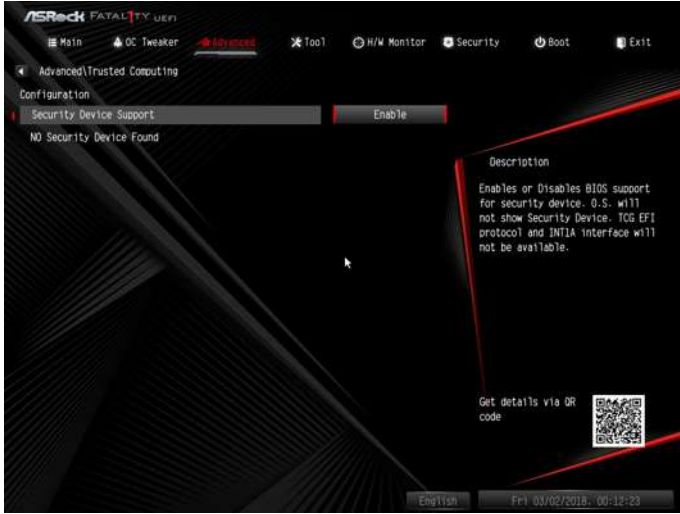 ASRock FATAL1TY UEFI
Main OC Tweaker Advanced Tool H/W Monitor Security Boot Exit
Advanced\Trusted Computing
Configuration
Security Device Support Enable
NO Security Device Found
Description
Enables or Disables BIOS support
for security device. O.S. will
not show Security Device. TCG EFI
protocol and INT1A interface will
not be available.
Get details via QR
code
English Fri 03/02/2018. 00:12:23